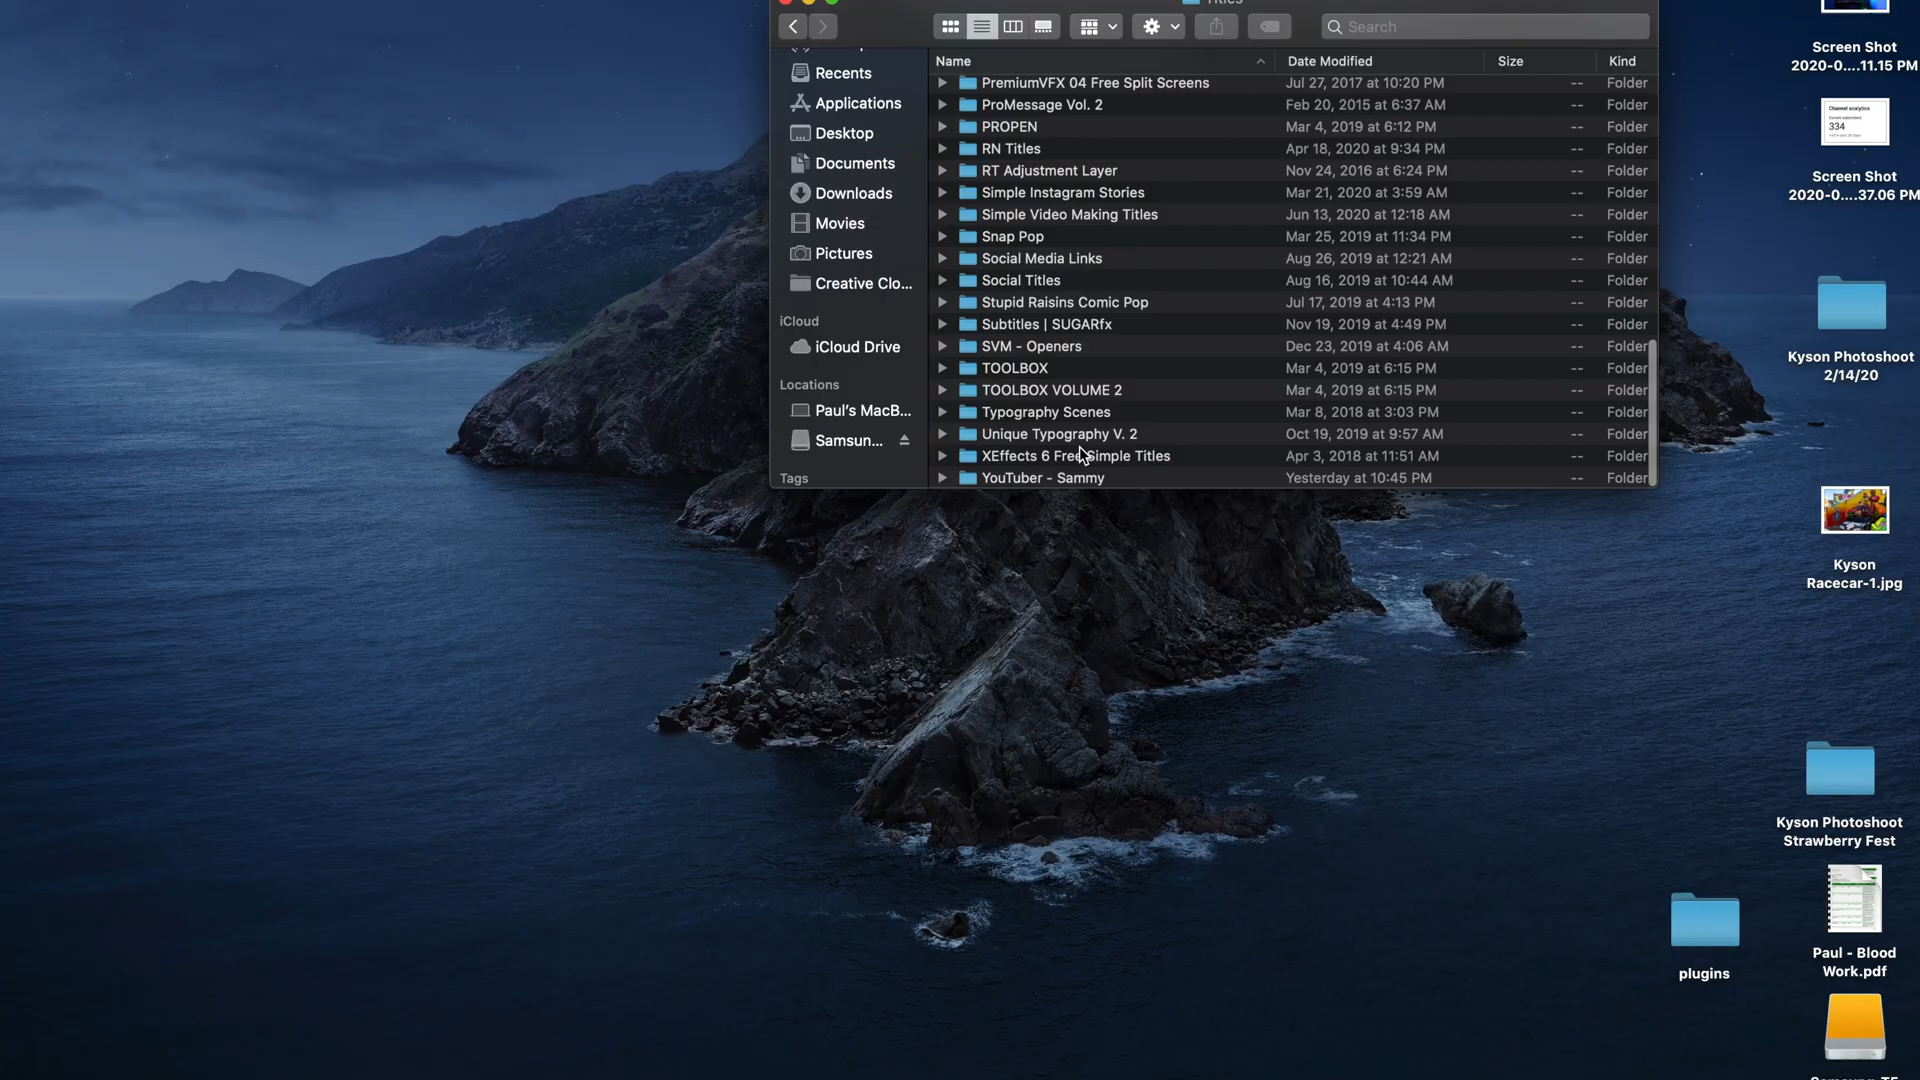 Titles
Search
Recents
Applications
Desktop
Documents
Downloads
Movies
Pictures
Creative Clo...
iCloud
iCloud Drive
Locations
Paul's MacB...
Samsun...
Tags
Name Date Modified Size Kind
PremiumVFX 04 Free Split Screens Jul 27, 2017 at 10:20 PM -- Folder
ProMessage Vol. 2 Feb 20, 2015 at 6:37 AM -- Folder
PROPEN Mar 4, 2019 at 6:12 PM -- Folder
RN Titles Apr 18, 2020 at 9:34 PM -- Folder
RT Adjustment Layer Nov 24, 2016 at 6:24 PM -- Folder
Simple Instagram Stories Mar 21, 2020 at 3:59 AM -- Folder
Simple Video Making Titles Jun 13, 2020 at 12:18 AM -- Folder
Snap Pop Mar 25, 2019 at 11:34 PM -- Folder
Social Media Links Aug 26, 2019 at 12:21 AM -- Folder
Social Titles Aug 16, 2019 at 10:44 AM -- Folder
Stupid Raisins Comic Pop Jul 17, 2019 at 4:13 PM -- Folder
Subtitles | SUGARfx Nov 19, 2019 at 4:49 PM -- Folder
SVM - Openers Dec 23, 2019 at 4:06 AM -- Folder
TOOLBOX Mar 4, 2019 at 6:15 PM -- Folder
TOOLBOX VOLUME 2 Mar 4, 2019 at 6:15 PM -- Folder
Typography Scenes Mar 8, 2018 at 3:03 PM -- Folder
Unique Typography V. 2 Oct 19, 2019 at 9:57 AM -- Folder
XEffects 6 Free Simple Titles Apr 3, 2018 at 11:51 AM -- Folder
YouTuber - Sammy Yesterday at 10:45 PM -- Folder
Screen Shot
2020-0....11.15 PM
Channel analytics
334
Screen Shot
2020-0....37.06 PM
Kyson Photoshoot
2/14/20
Kyson
Racecar-1.jpg
Kyson Photoshoot
Strawberry Fest
plugins
Paul - Blood
Work.pdf